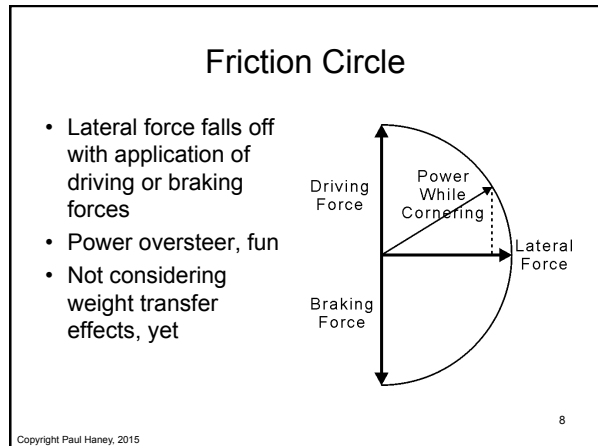 Friction Circle
• Lateral force falls off
with application of
driving or braking
forces
• Power oversteer, fun
• Not considering
weight transfer
effects, yet
Driving
Force
Power
While
Cornering
Lateral
Force
Braking
Force
8
Copyright Paul Haney, 2015